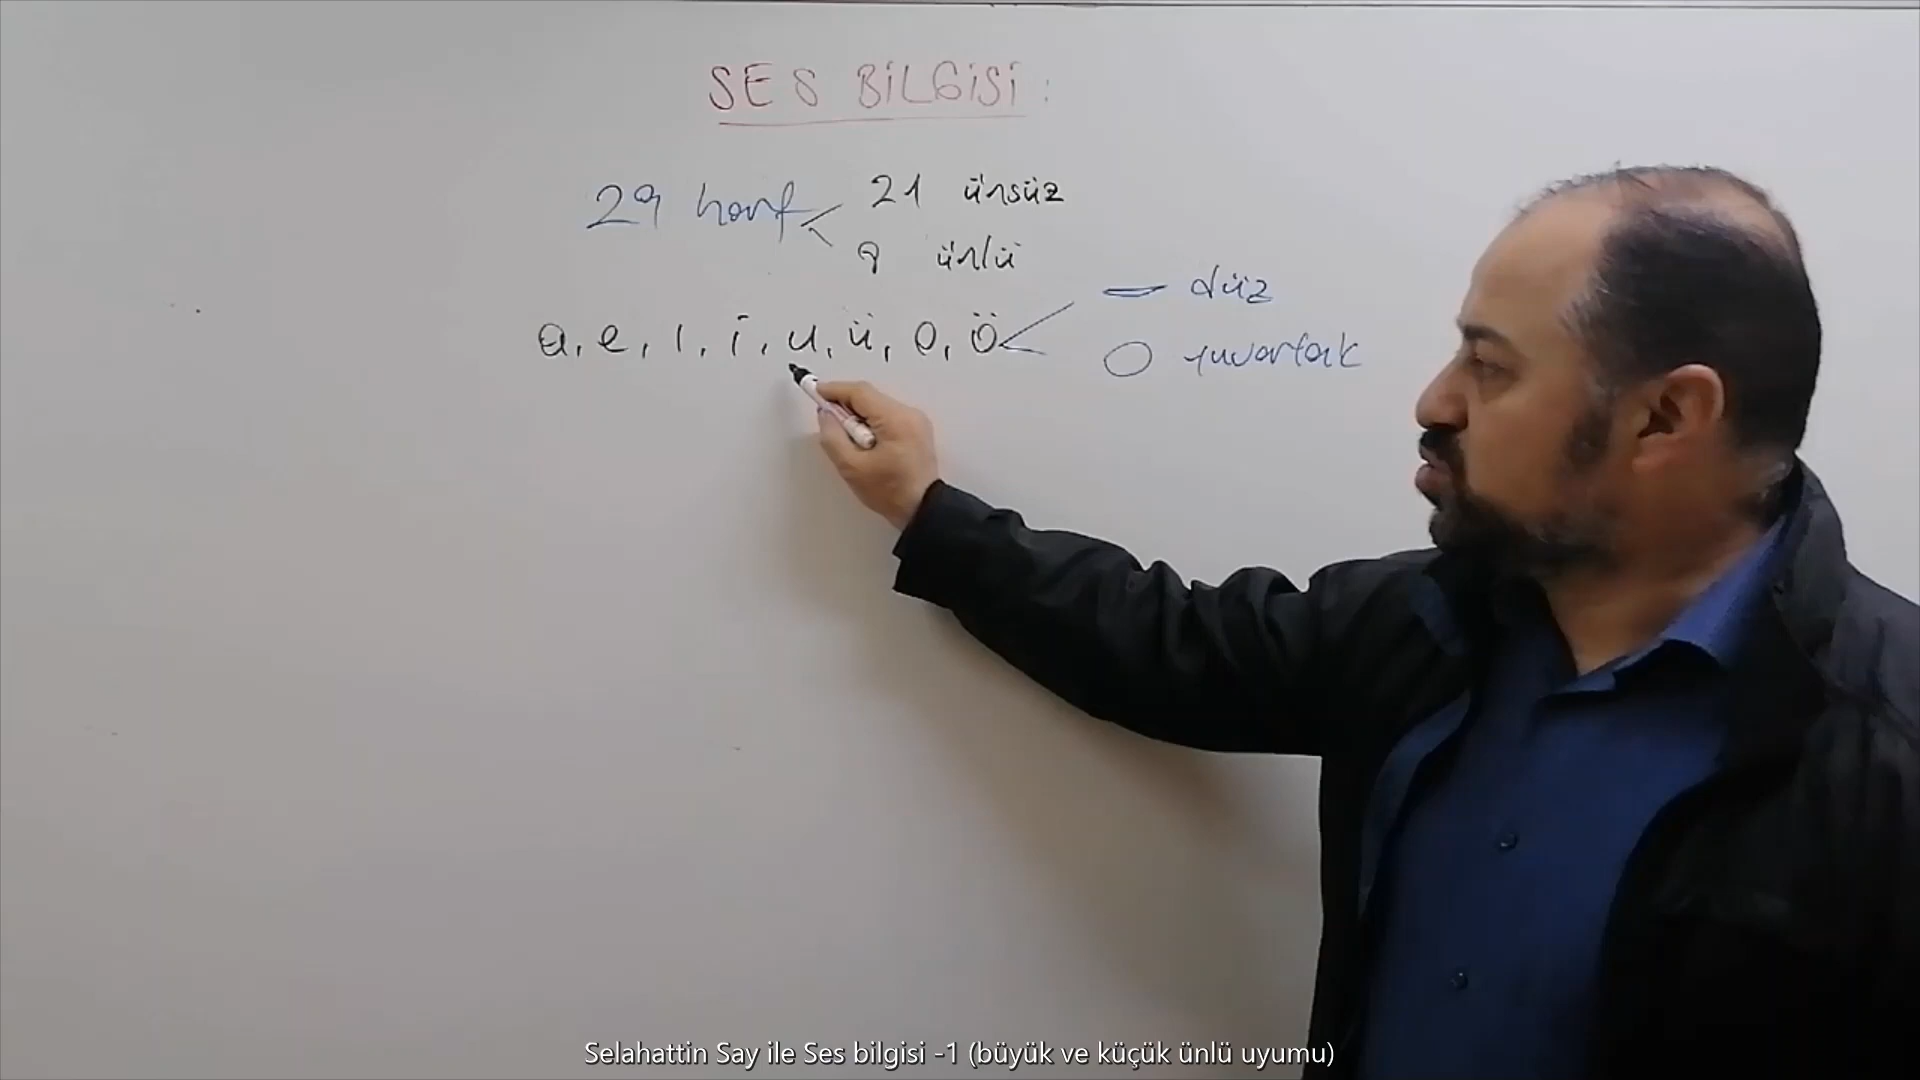 SES BİLGİSİ :
29 harf < 21 ünsüz
8 ünlü
— düz
a, e, ı, i, u, ü, o, ö <
O yuvarlak
Selahattin Say ile Ses bilgisi -1 (büyük ve küçük ünlü uyumu)